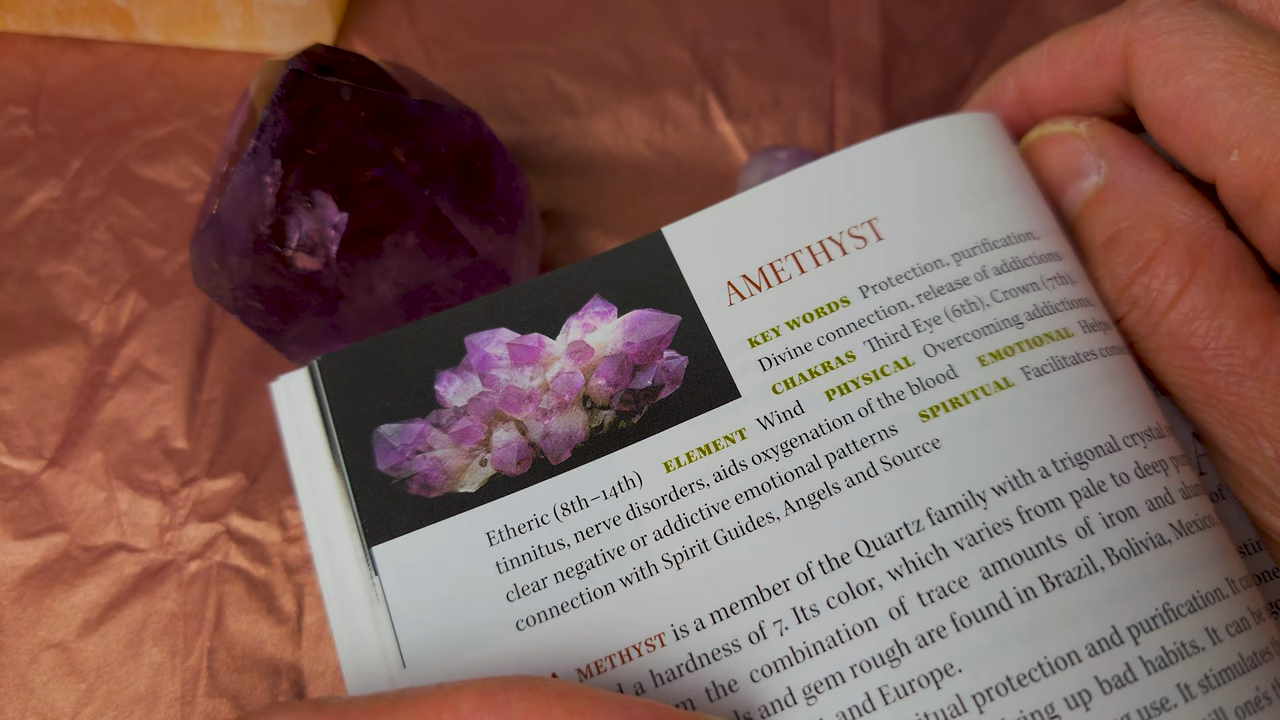 AMETHYST
KEY WORDS Protection, purification,
Divine connection, release of addictions
CHAKRAS Third Eye (6th), Crown (7th),
Etheric (8th–14th) ELEMENT Wind PHYSICAL Overcoming addictions,
tinnitus, nerve disorders, aids oxygenation of the blood EMOTIONAL Helps
clear negative or addictive emotional patterns SPIRITUAL Facilitates
connection with Spirit Guides, Angels and Source
AMETHYST is a member of the Quartz family with a trigonal crystal
a hardness of 7. Its color, which varies from pale to deep
the combination of trace amounts of iron and
and gem rough are found in Brazil, Bolivia, Mexico,
and Europe.
protection and purification. It
up bad habits. It can be
use. It stimulates
one's